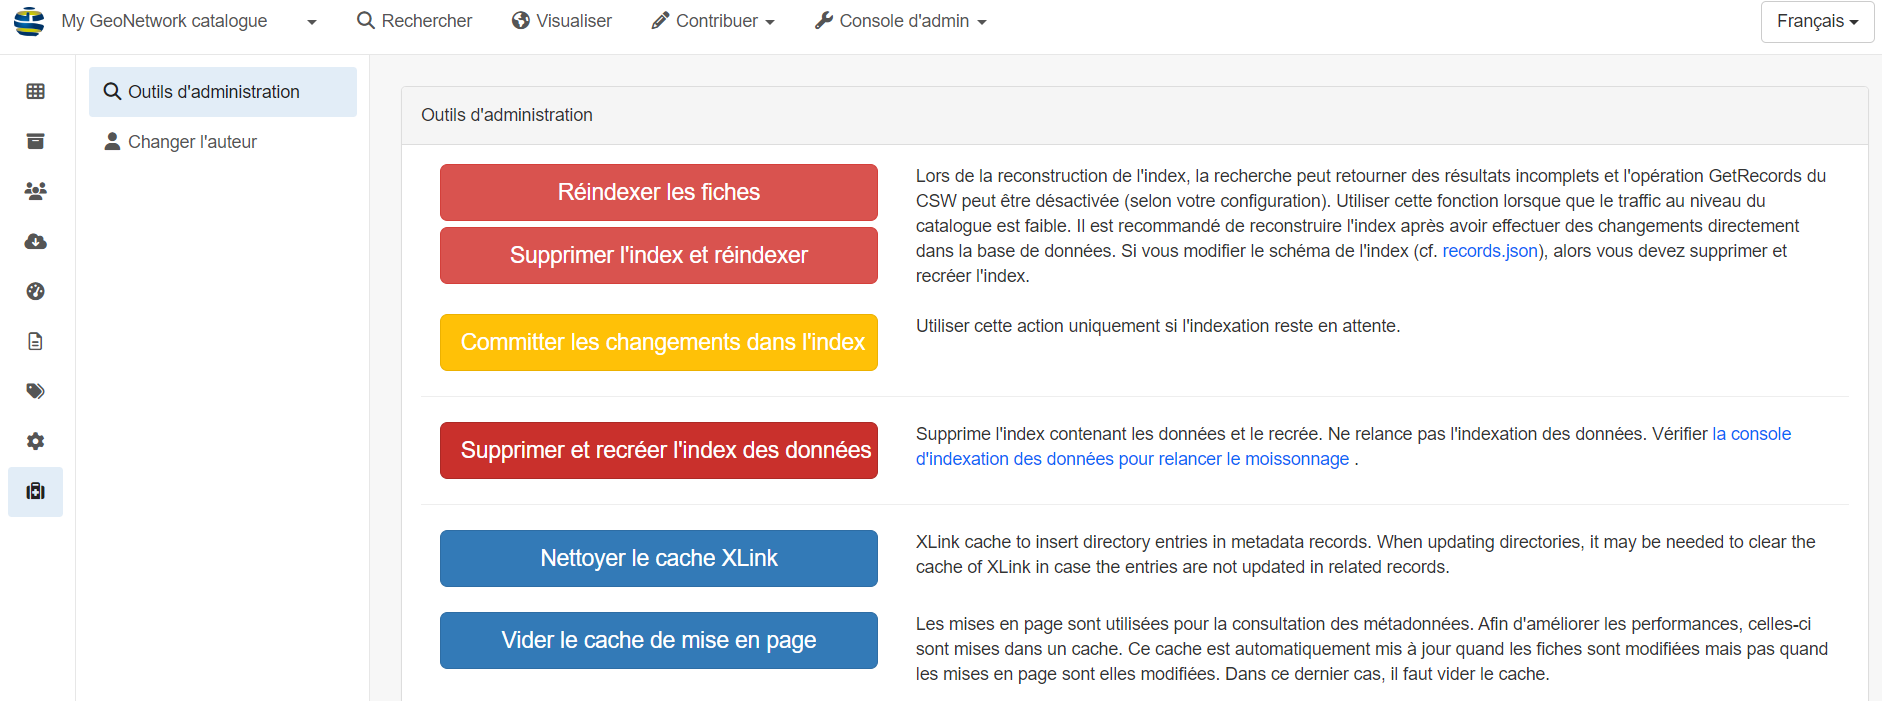 My GeoNetwork catalogue
Rechercher
Visualiser
Contribuer
Console d'admin
Français
Outils d'administration
Changer l'auteur
Outils d'administration
Réindexer les fiches
Supprimer l'index et réindexer
Lors de la reconstruction de l'index, la recherche peut retourner des résultats incomplets et l'opération GetRecords du
CSW peut être désactivée (selon votre configuration). Utiliser cette fonction lorsque que le traffic au niveau du
catalogue est faible. Il est recommandé de reconstruire l'index après avoir effectuer des changements directement
dans la base de données. Si vous modifier le schéma de l'index (cf. records.json), alors vous devez supprimer et
recréer l'index.
Committer les changements dans l'index
Utiliser cette action uniquement si l'indexation reste en attente.
Supprimer et recréer l'index des données
Supprime l'index contenant les données et le recrée. Ne relance pas l'indexation des données. Vérifier la console
d'indexation des données pour relancer le moissonnage .
Nettoyer le cache XLink
XLink cache to insert directory entries in metadata records. When updating directories, it may be needed to clear the
cache of XLink in case the entries are not updated in related records.
Vider le cache de mise en page
Les mises en page sont utilisées pour la consultation des métadonnées. Afin d'améliorer les performances, celles-ci
sont mises dans un cache. Ce cache est automatiquement mis à jour quand les fiches sont modifiées mais pas quand
les mises en page sont elles modifiées. Dans ce dernier cas, il faut vider le cache.